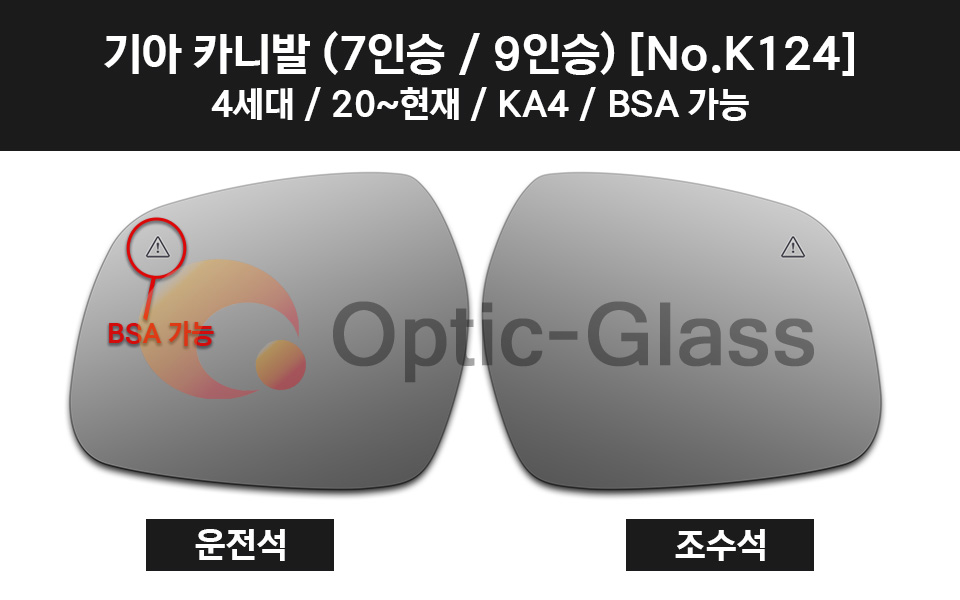 기아 카니발 (7인승 / 9인승) [No.K124]
4세대 / 20~현재 / KA4 / BSA 가능
BSA 가능
Optic-Glass
운전석
조수석